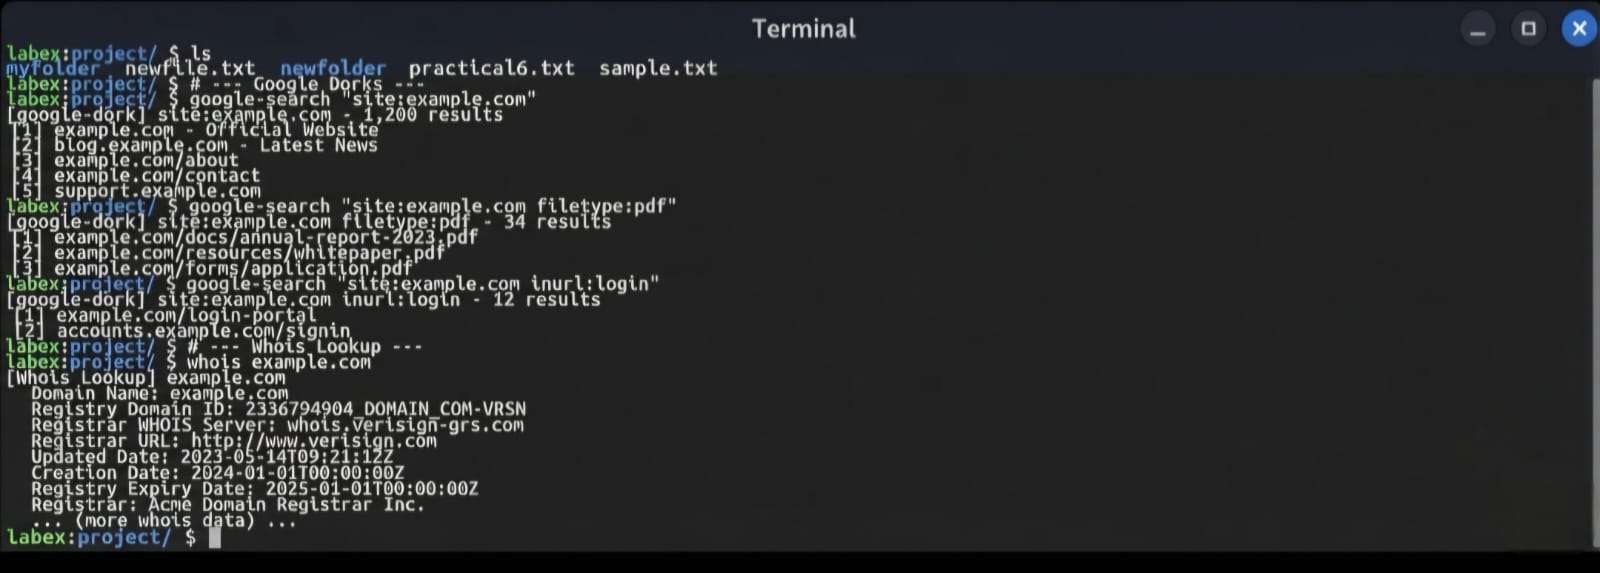 Terminal
labex:project/ $ ls
myfolder newfile.txt newfolder practical6.txt sample.txt
labex:project/ $ # --- Google Dorks ---
labex:project/ $ google-search "site:example.com"
[google-dork] site:example.com - 1,200 results
[1] example.com - Official Website
[2] blog.example.com - Latest News
[3] example.com/about
[4] example.com/contact
[5] support.example.com
labex:project/ $ google-search "site:example.com filetype:pdf"
[google-dork] site:example.com filetype:pdf - 34 results
[1] example.com/docs/annual-report-2023.pdf
[2] example.com/resources/whitepaper.pdf
[3] example.com/forms/application.pdf
labex:project/ $ google-search "site:example.com inurl:login"
[google-dork] site:example.com inurl:login - 12 results
[1] example.com/login-portal
[2] accounts.example.com/signin
labex:project/ $ # --- Whois Lookup ---
labex:project/ $ whois example.com
[Whois Lookup] example.com
Domain Name: example.com
Registry Domain ID: 2336794904_DOMAIN_COM-VRSN
Registrar WHOIS Server: whois.verisign-grs.com
Registrar URL: http://www.verisign.com
Updated Date: 2023-05-14T09:21:12Z
Creation Date: 2024-01-01T00:00:00Z
Registry Expiry Date: 2025-01-01T00:00:00Z
Registrar: Acme Domain Registrar Inc.
... (more whois data) ...
labex:project/ $